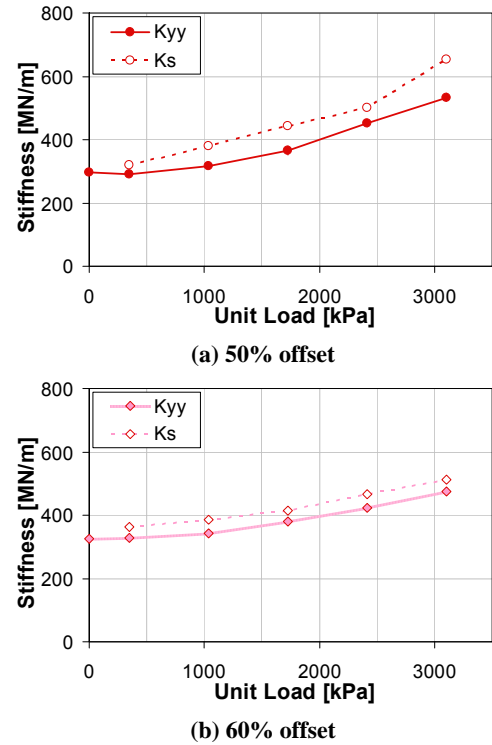 800
600
400
200
0
Stiffness [MN/m]
Kyy
Ks
0 1000 2000 3000
Unit Load [kPa]
(a) 50% offset
800
600
400
200
0
Stiffness [MN/m]
Kyy
Ks
0 1000 2000 3000
Unit Load [kPa]
(b) 60% offset